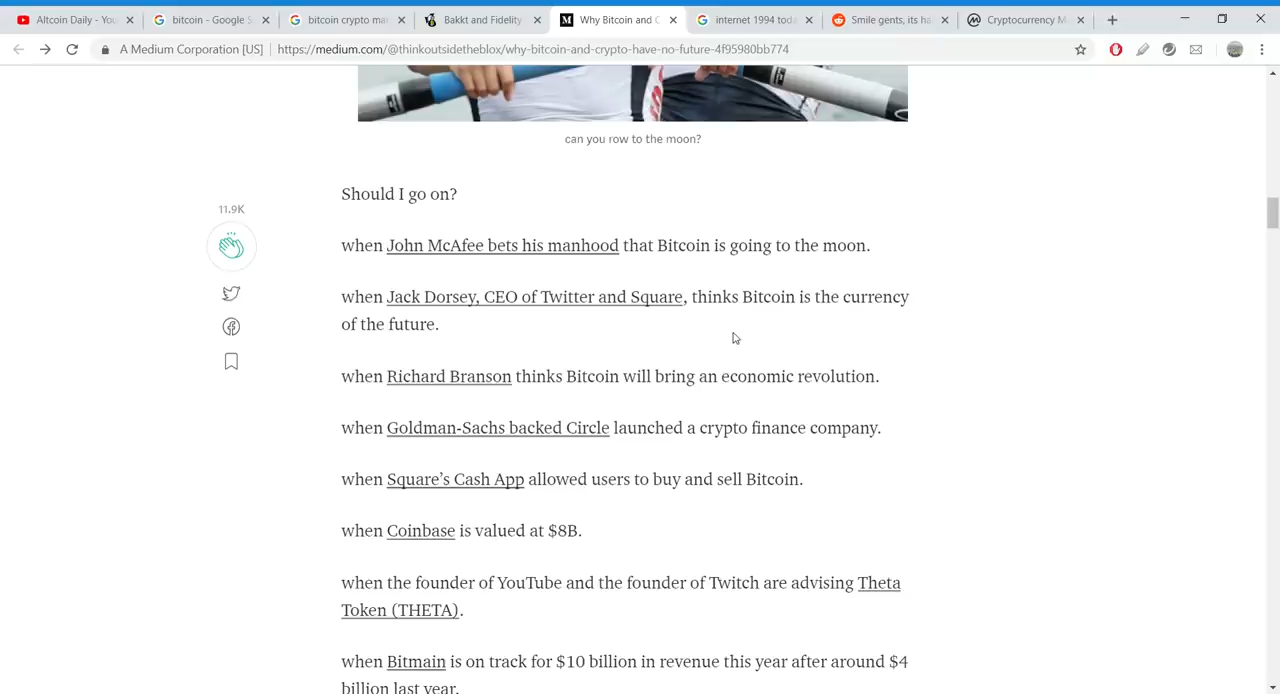 Altcoin Daily - You
bitcoin - Google S
bitcoin crypto mar
Bakkt and Fidelity
Why Bitcoin and C
internet 1994 toda
Smile gents, its ha
Cryptocurrency M
A Medium Corporation [US] | https://medium.com/@thinkoutsidetheblox/why-bitcoin-and-crypto-have-no-future-4f95980bb774
can you row to the moon?
Should I go on?
11.9K
when John McAfee bets his manhood that Bitcoin is going to the moon.
when Jack Dorsey, CEO of Twitter and Square, thinks Bitcoin is the currency
of the future.
when Richard Branson thinks Bitcoin will bring an economic revolution.
when Goldman-Sachs backed Circle launched a crypto finance company.
when Square’s Cash App allowed users to buy and sell Bitcoin.
when Coinbase is valued at $8B.
when the founder of YouTube and the founder of Twitch are advising Theta
Token (THETA).
when Bitmain is on track for $10 billion in revenue this year after around $4
billion last year.